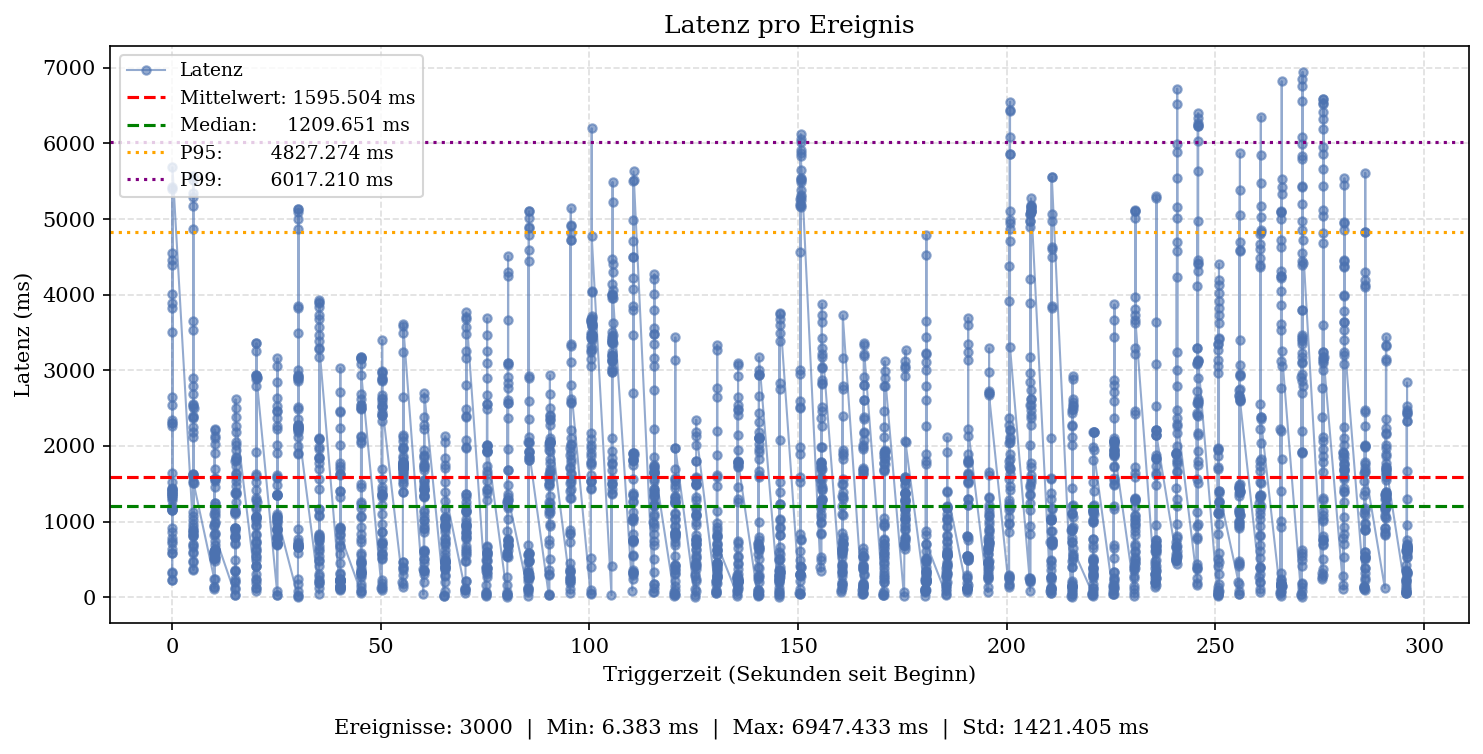 Latenz pro Ereignis
Latenz (ms)
7000
6000
5000
4000
3000
2000
1000
0
Latenz
Mittelwert: 1595.504 ms
Median: 1209.651 ms
P95: 4827.274 ms
P99: 6017.210 ms
0 50 100 150 200 250 300
Triggerzeit (Sekunden seit Beginn)
Ereignisse: 3000 | Min: 6.383 ms | Max: 6947.433 ms | Std: 1421.405 ms